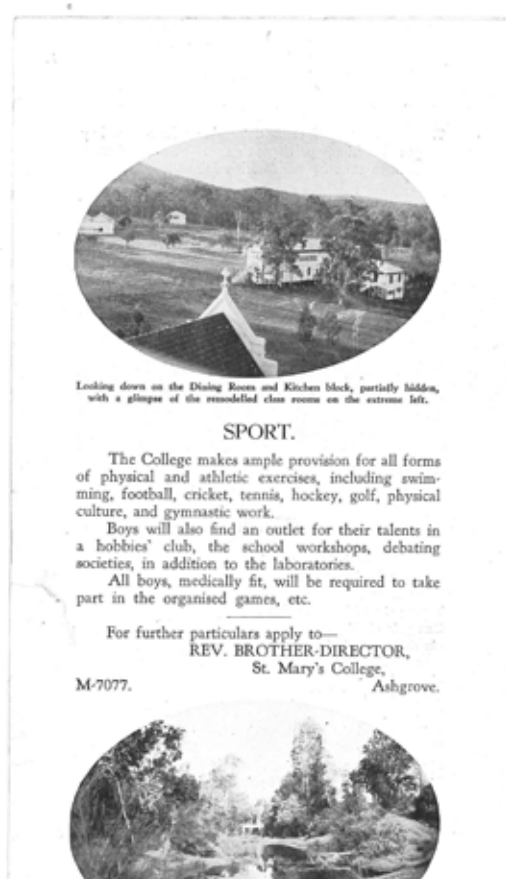 Looking down on the Dining Room and Kitchen block, partially hidden,
with a glimpse of the remodelled class rooms on the extreme left.
SPORT.
The College makes ample provision for all forms
of physical and athletic exercises, including swim-
ming, football, cricket, tennis, hockey, golf, physical
culture, and gymnastic work.
Boys will also find an outlet for their talents in
a hobbies' club, the school workshops, debating
societies, in addition to the laboratories.
All boys, medically fit, will be required to take
part in the organised games, etc.
For further particulars apply to—
REV. BROTHER-DIRECTOR,
St. Mary's College,
M-7077. Ashgrove.